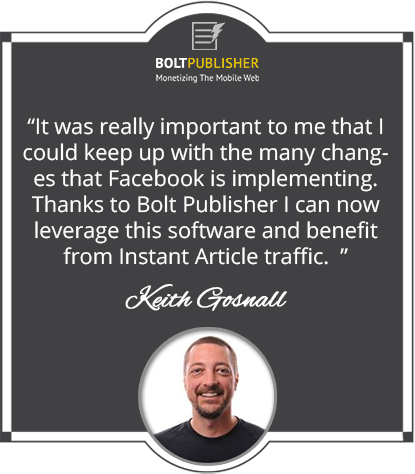 BOLTPUBLISHER
Monetizing The Mobile Web
“It was really important to me that I
could keep up with the many chang-
es that Facebook is implementing.
Thanks to Bolt Publisher I can now
leverage this software and benefit
from Instant Article traffic.  ”
Keith Gosnall